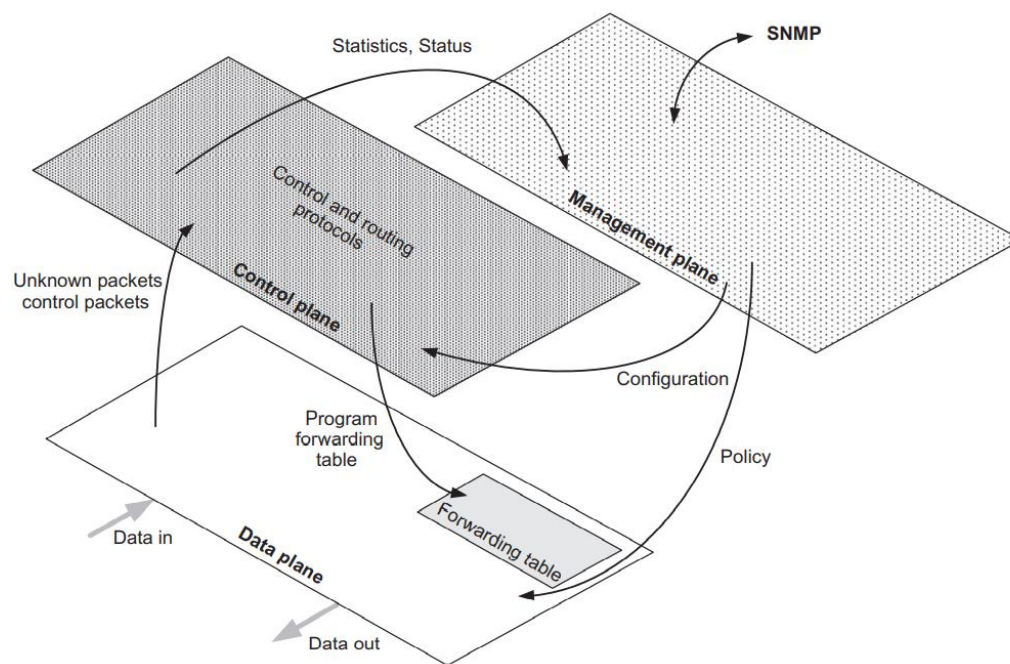 Statistics, Status
SNMP
Control and routing
protocols
Control plane
Management plane
Unknown packets
control packets
Configuration
Program
forwarding
table
Policy
Forwarding table
Data in
Data plane
Data out